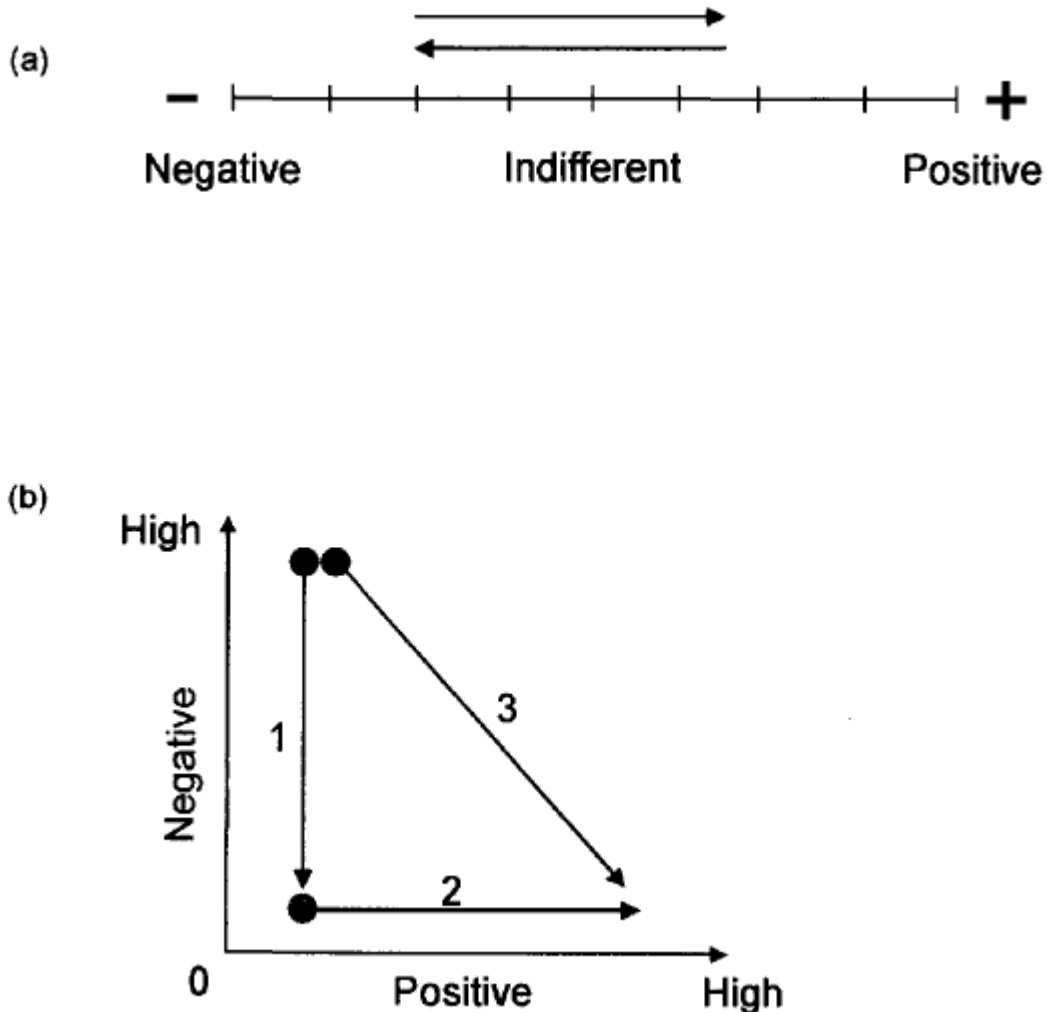 (a)
− +
Negative Indifferent Positive
(b)
High
Negative
1
3
2
0
Positive High